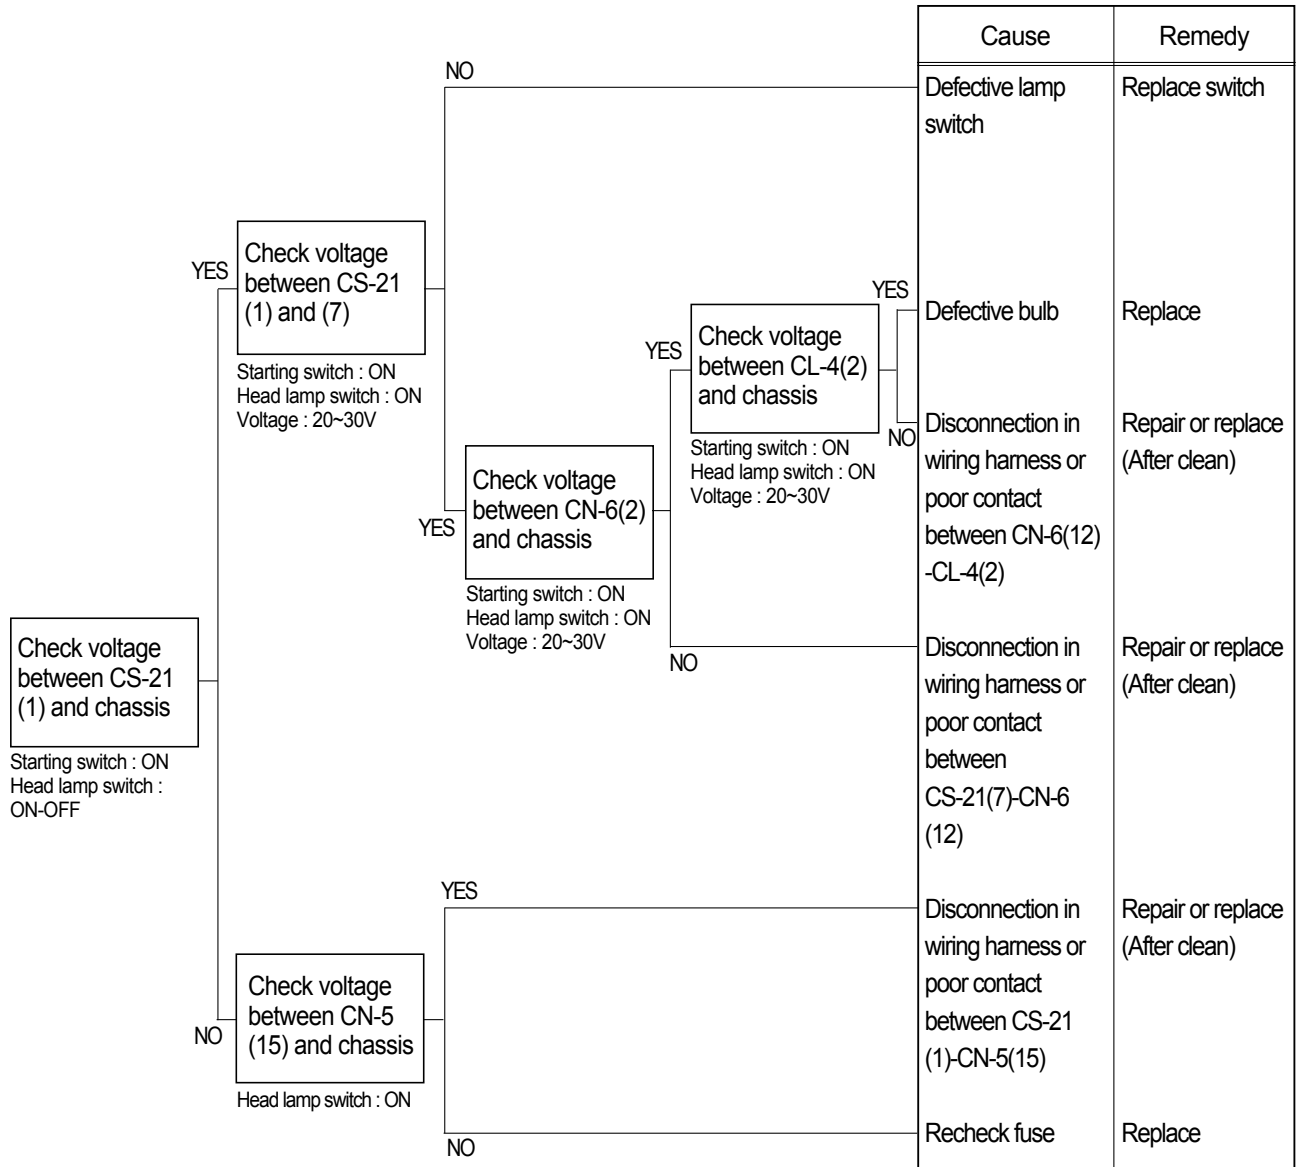 Cause
Remedy
NO
Defective lamp
switch
Replace switch
YES
Check voltage
between CS-21
(1) and (7)
Starting switch : ON
Head lamp switch : ON
Voltage : 20~30V
YES
Check voltage
between CN-6(2)
and chassis
Starting switch : ON
Head lamp switch : ON
Voltage : 20~30V
YES
Check voltage
between CL-4(2)
and chassis
Starting switch : ON
Head lamp switch : ON
Voltage : 20~30V
YES
Defective bulb
Replace
NO
Disconnection in
wiring harness or
poor contact
between CN-6(12)
-CL-4(2)
Repair or replace
(After clean)
NO
Disconnection in
wiring harness or
poor contact
between
CS-21(7)-CN-6
(12)
Repair or replace
(After clean)
Check voltage
between CS-21
(1) and chassis
Starting switch : ON
Head lamp switch :
ON-OFF
NO
Check voltage
between CN-5
(15) and chassis
Head lamp switch : ON
YES
Disconnection in
wiring harness or
poor contact
between CS-21
(1)-CN-5(15)
Repair or replace
(After clean)
NO
Recheck fuse
Replace